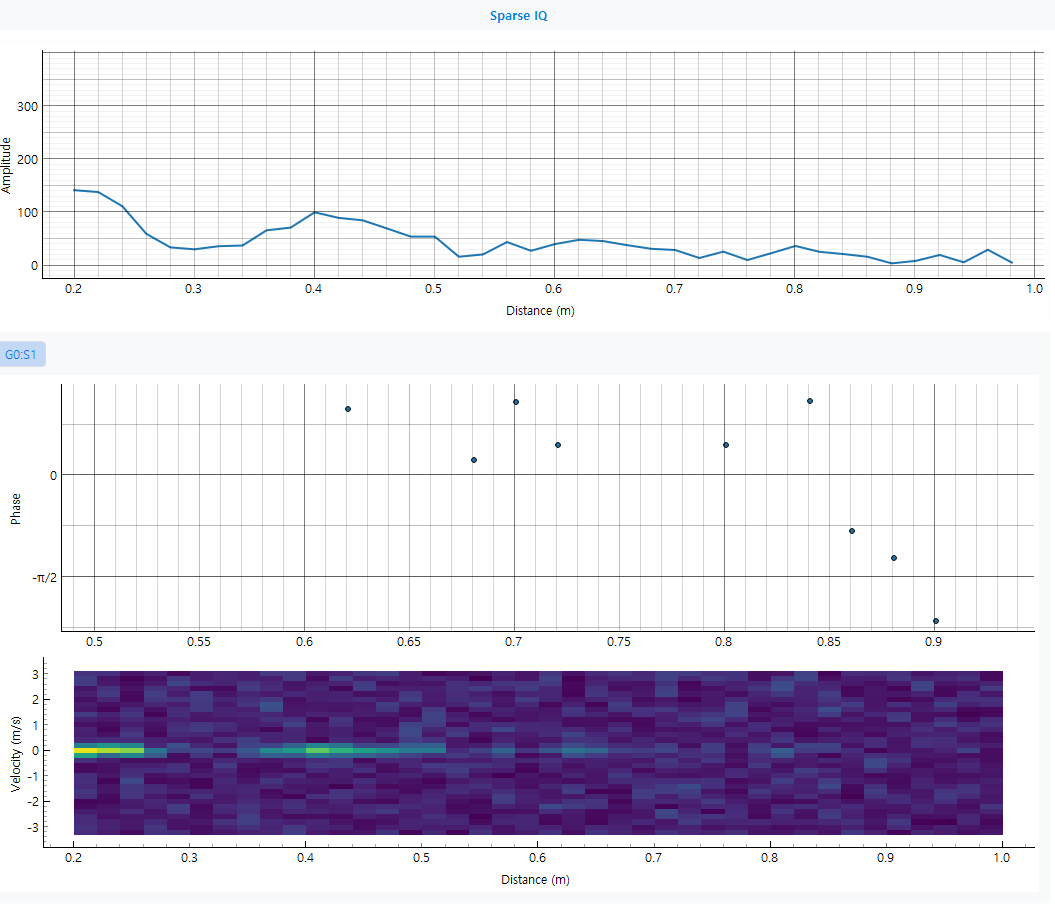 Sparse IQ
300
200
100
0
Amplitude
0.2 0.3 0.4 0.5 0.6 0.7 0.8 0.9 1.0
Distance (m)
G0:S1
0
-π/2
Phase
0.5 0.55 0.6 0.65 0.7 0.75 0.8 0.85 0.9
3
2
1
0
-1
-2
-3
Velocity (m/s)
0.2 0.3 0.4 0.5 0.6 0.7 0.8 0.9 1.0
Distance (m)